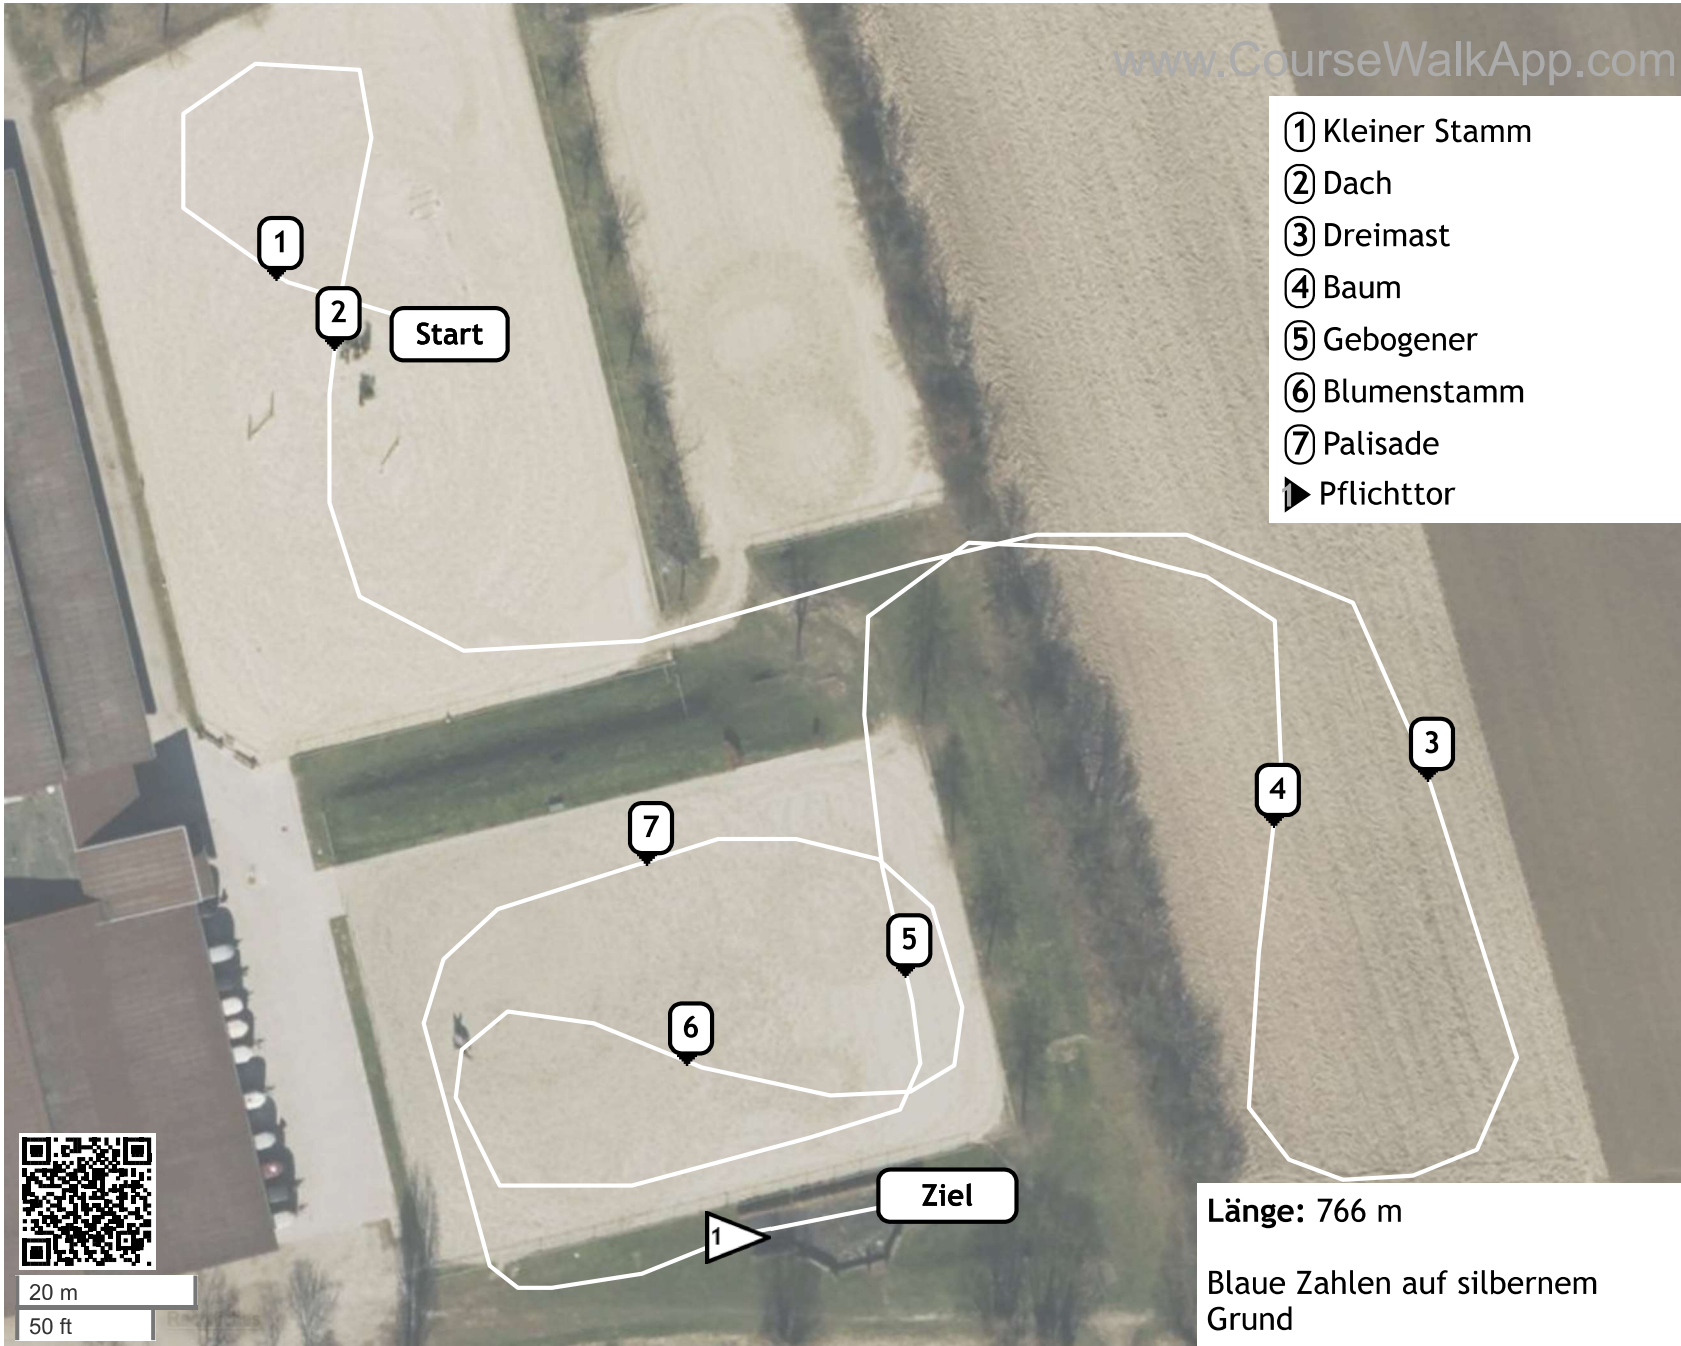 www.CourseWalkApp.com
1 Kleiner Stamm
2 Dach
3 Dreimast
4 Baum
5 Gebogener
6 Blumenstamm
7 Palisade
1 Pflichttor
1
2
Start
3
4
7
5
6
Ziel
1
Länge: 766 m
Blaue Zahlen auf silbernem
Grund
20 m
50 ft